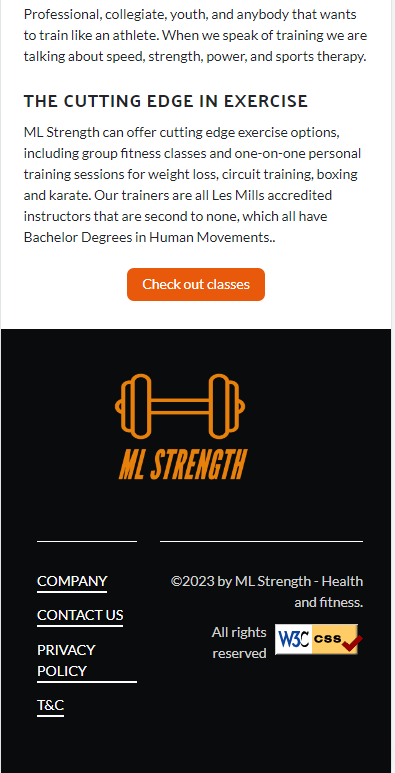 Professional, collegiate, youth, and anybody that wants
to train like an athlete. When we speak of training we are
talking about speed, strength, power, and sports therapy.
THE CUTTING EDGE IN EXERCISE
ML Strength can offer cutting edge exercise options,
including group fitness classes and one-on-one personal
training sessions for weight loss, circuit training, boxing
and karate. Our trainers are all Les Mills accredited
instructors that are second to none, which all have
Bachelor Degrees in Human Movements..
Check out classes
ML STRENGTH
COMPANY
CONTACT US
PRIVACY
POLICY
T&C
©2023 by ML Strength - Health
and fitness.
All rights
reserved
W3C css